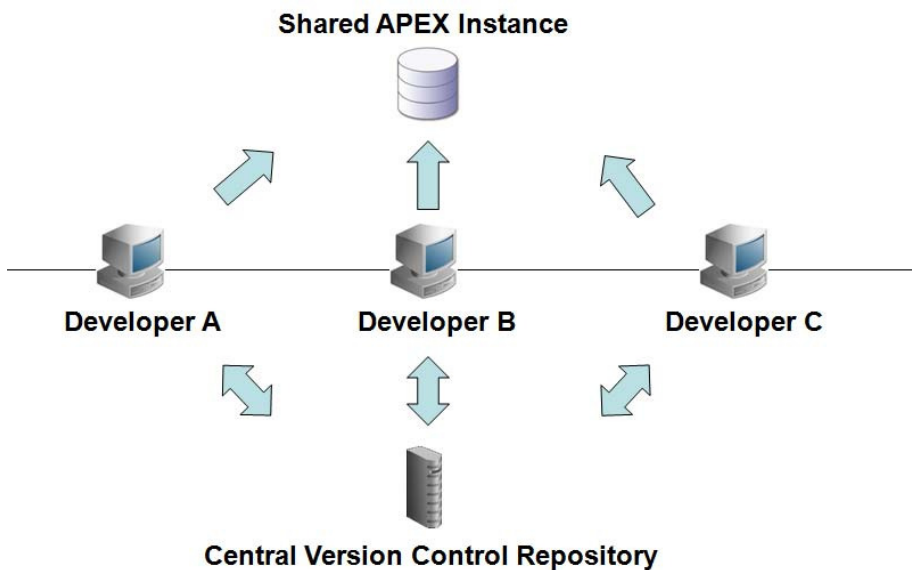 Shared APEX Instance
Developer A
Developer B
Developer C
Central Version Control Repository